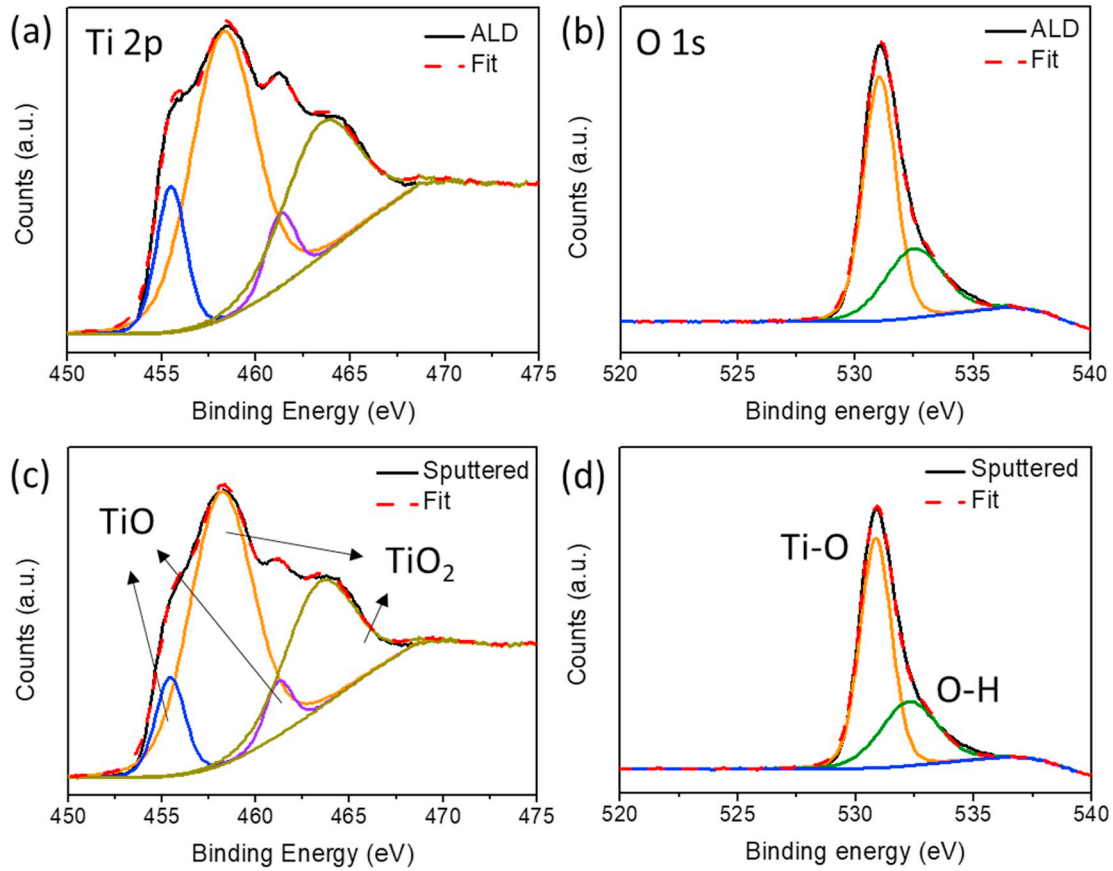 (a)
Ti 2p
ALD
Fit
Counts (a.u.)
450 455 460 465 470 475
Binding Energy (eV)
(b)
O 1s
ALD
Fit
Counts (a.u.)
520 525 530 535 540
Binding energy (eV)
(c)
Sputtered
Fit
TiO
TiO₂
Counts (a.u.)
450 455 460 465 470 475
Binding Energy (eV)
(d)
Sputtered
Fit
Ti-O
O-H
Counts (a.u.)
520 525 530 535 540
Binding energy (eV)